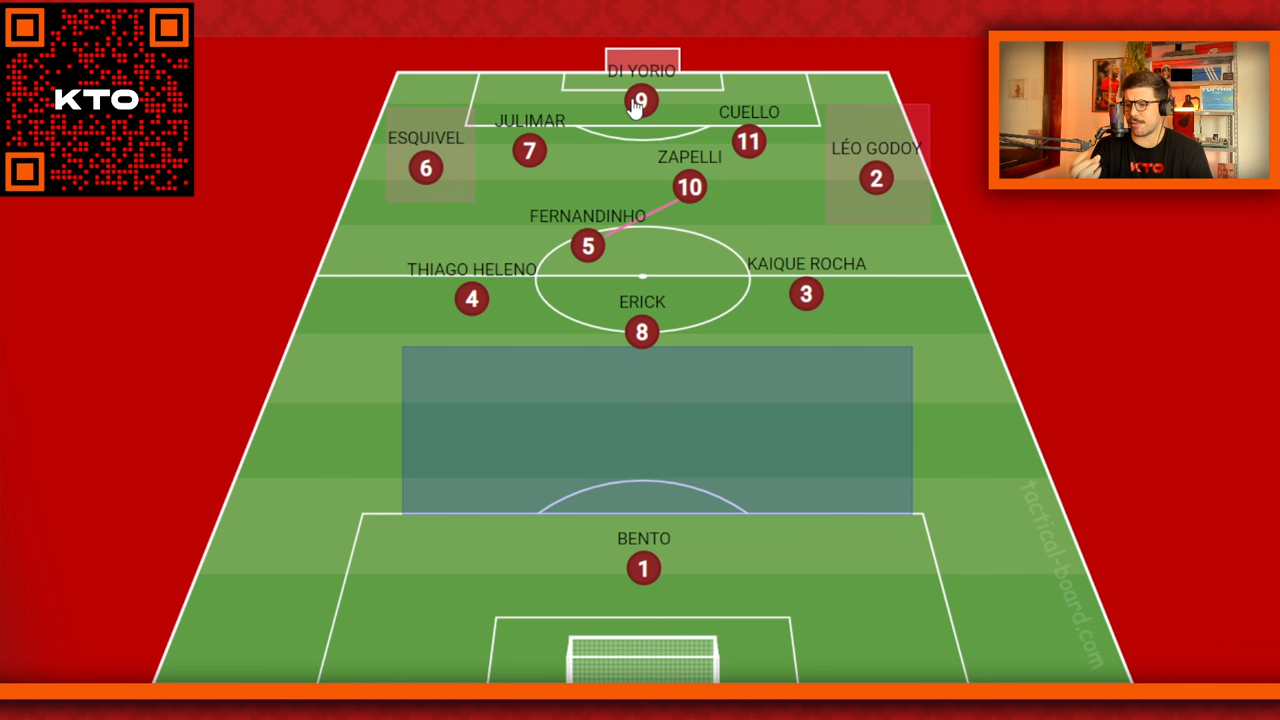 KTO
DI YORIO
9
CUELLO
11
JULIMAR
7
ESQUIVEL
6
LÉO GODOY
2
ZAPELLI
10
FERNANDINHO
5
THIAGO HELENO
4
KAIQUE ROCHA
3
ERICK
8
BENTO
1
tactical-board.com
KTO